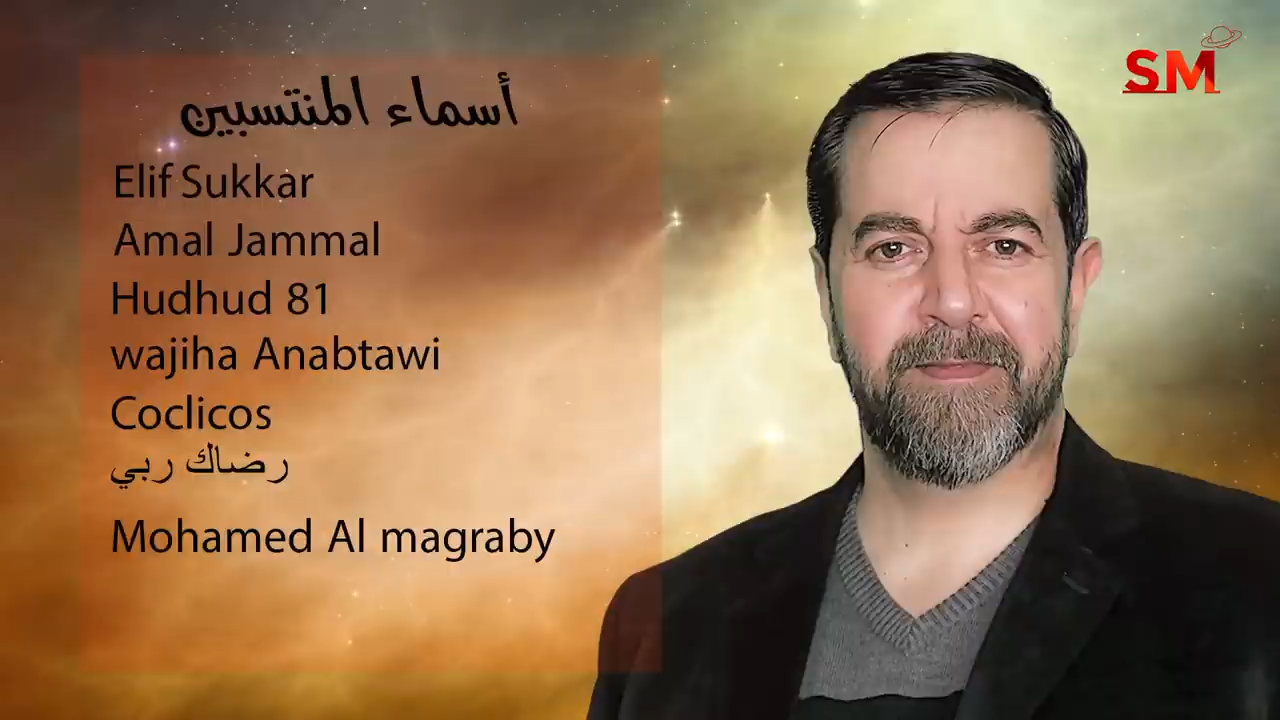 SM
أسماء المنتسبين
Elif Sukkar
Amal Jammal
Hudhud 81
wajiha Anabtawi
Coclicos
رضاك ربي
Mohamed Al magraby